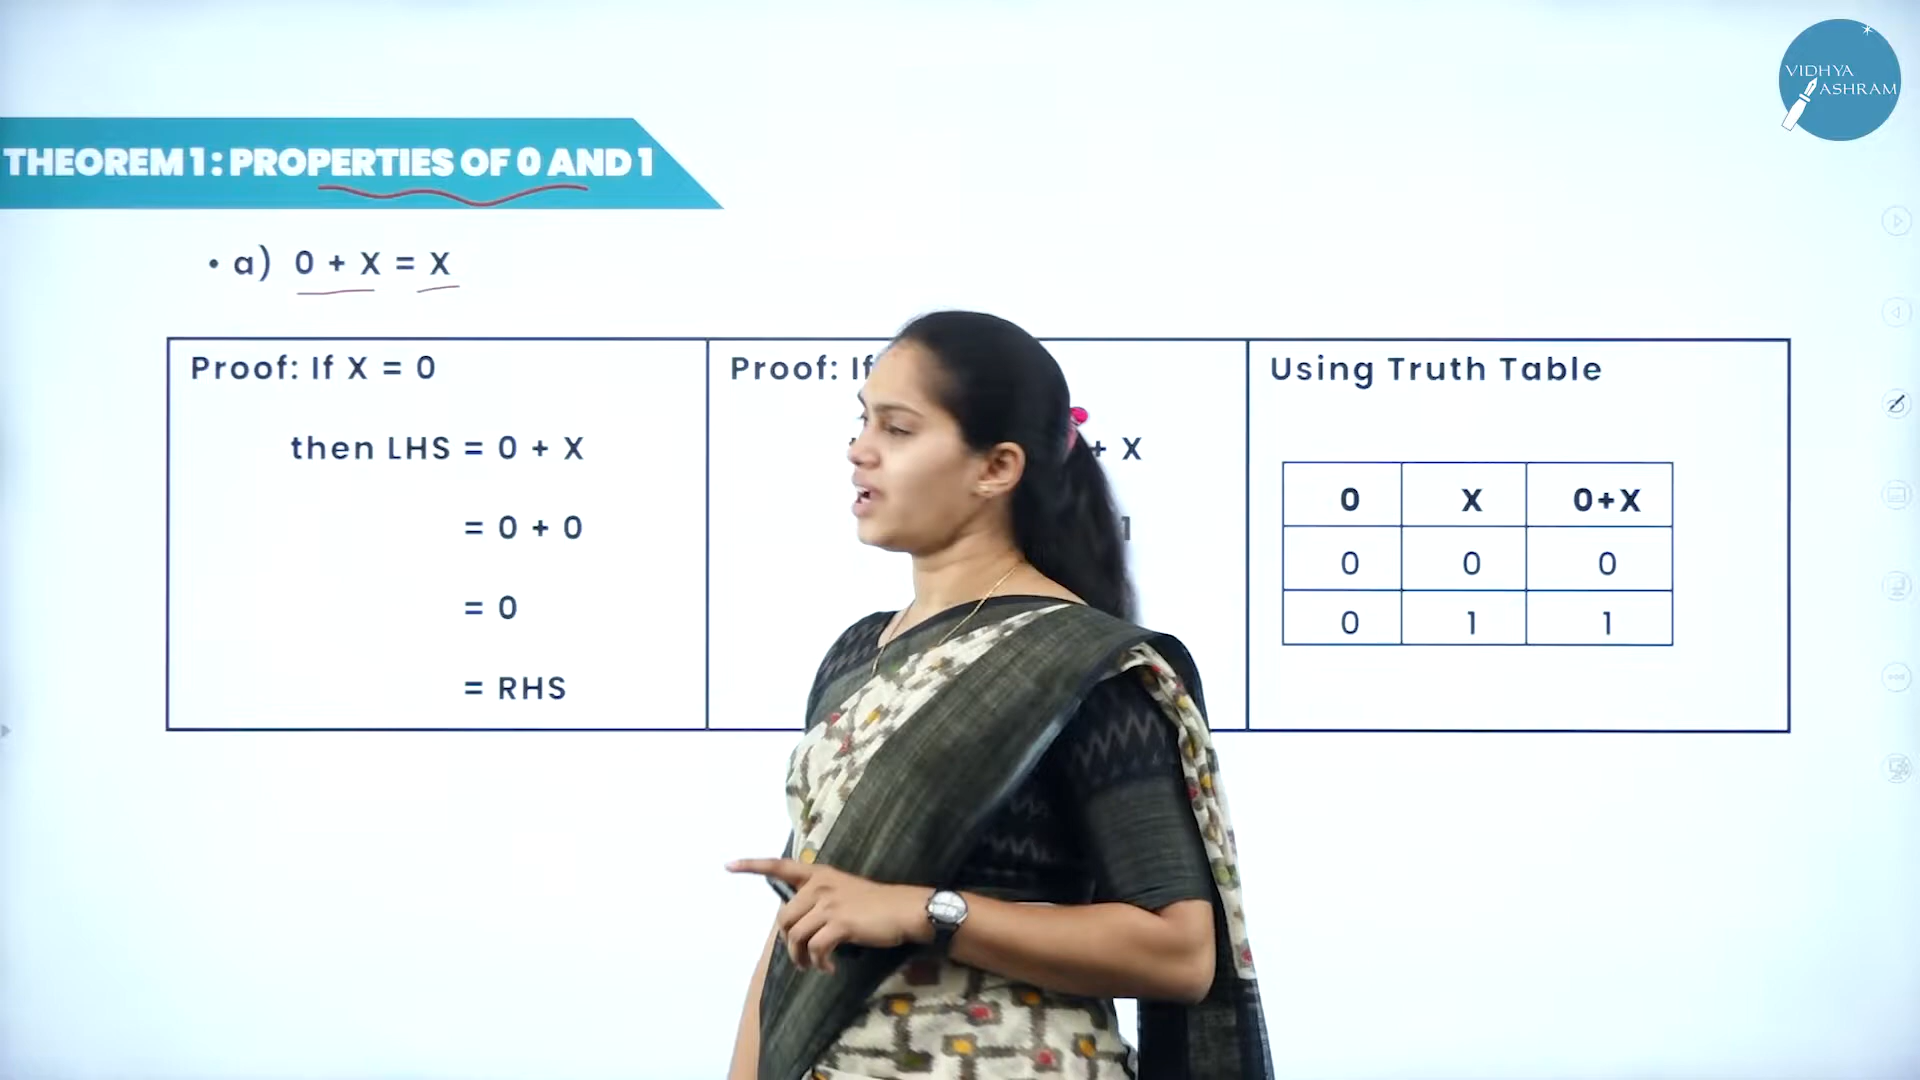 VIDHYA
ASHRAM
THEOREM 1 : PROPERTIES OF 0 AND 1
• a) 0 + X = X
Proof: If X = 0
then LHS = 0 + X
= 0 + 0
= 0
= RHS
Proof: If
+ X
1
Using Truth Table
0 X 0+X
0 0 0
0 1 1